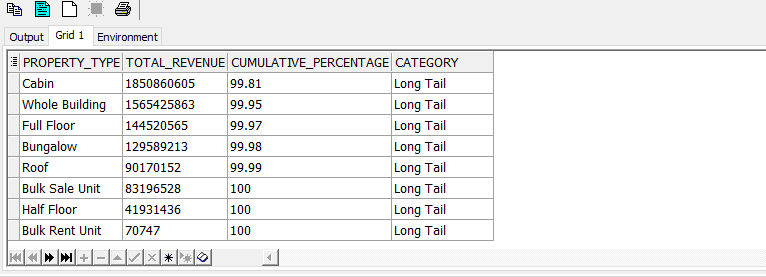 Output Grid 1 Environment
PROPERTY_TYPE TOTAL_REVENUE CUMULATIVE_PERCENTAGE CATEGORY
Cabin 1850860605 99.81 Long Tail
Whole Building 1565425863 99.95 Long Tail
Full Floor 144520565 99.97 Long Tail
Bungalow 129589213 99.98 Long Tail
Roof 90170152 99.99 Long Tail
Bulk Sale Unit 83196528 100 Long Tail
Half Floor 41931436 100 Long Tail
Bulk Rent Unit 70747 100 Long Tail